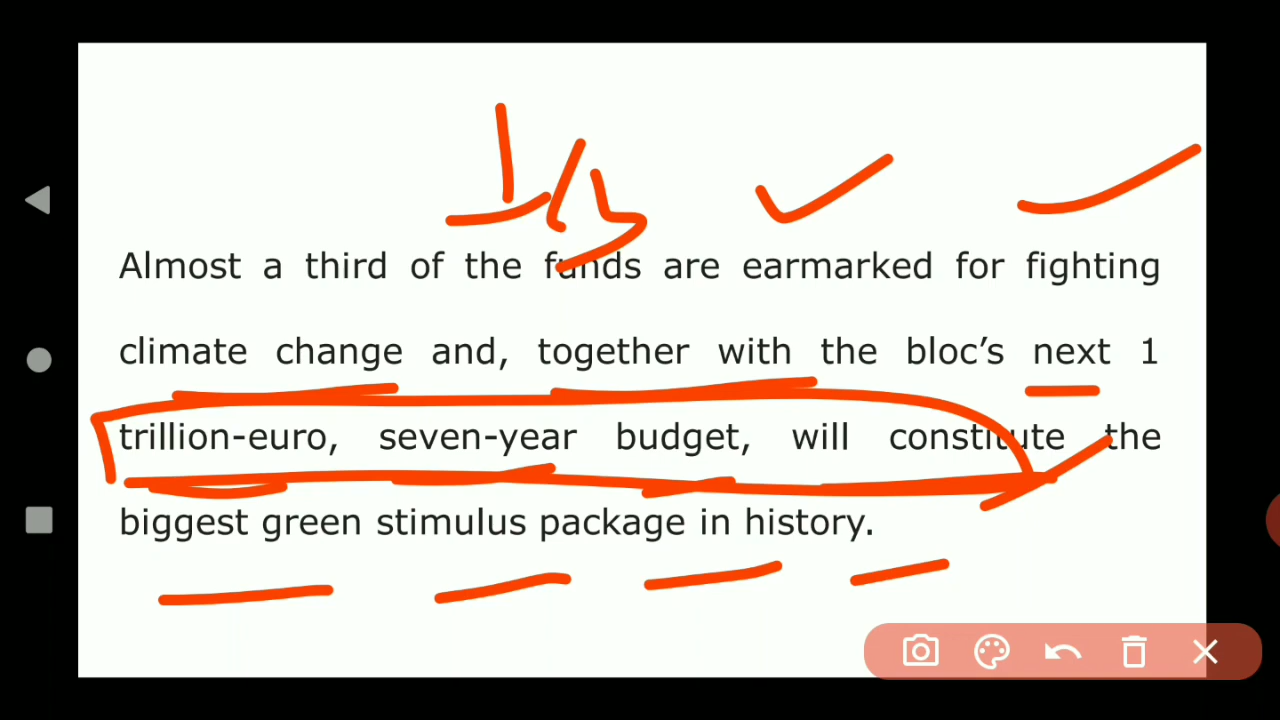 1/3
Almost a third of the funds are earmarked for fighting
climate change and, together with the bloc’s next 1
trillion-euro, seven-year budget, will constitute the
biggest green stimulus package in history.